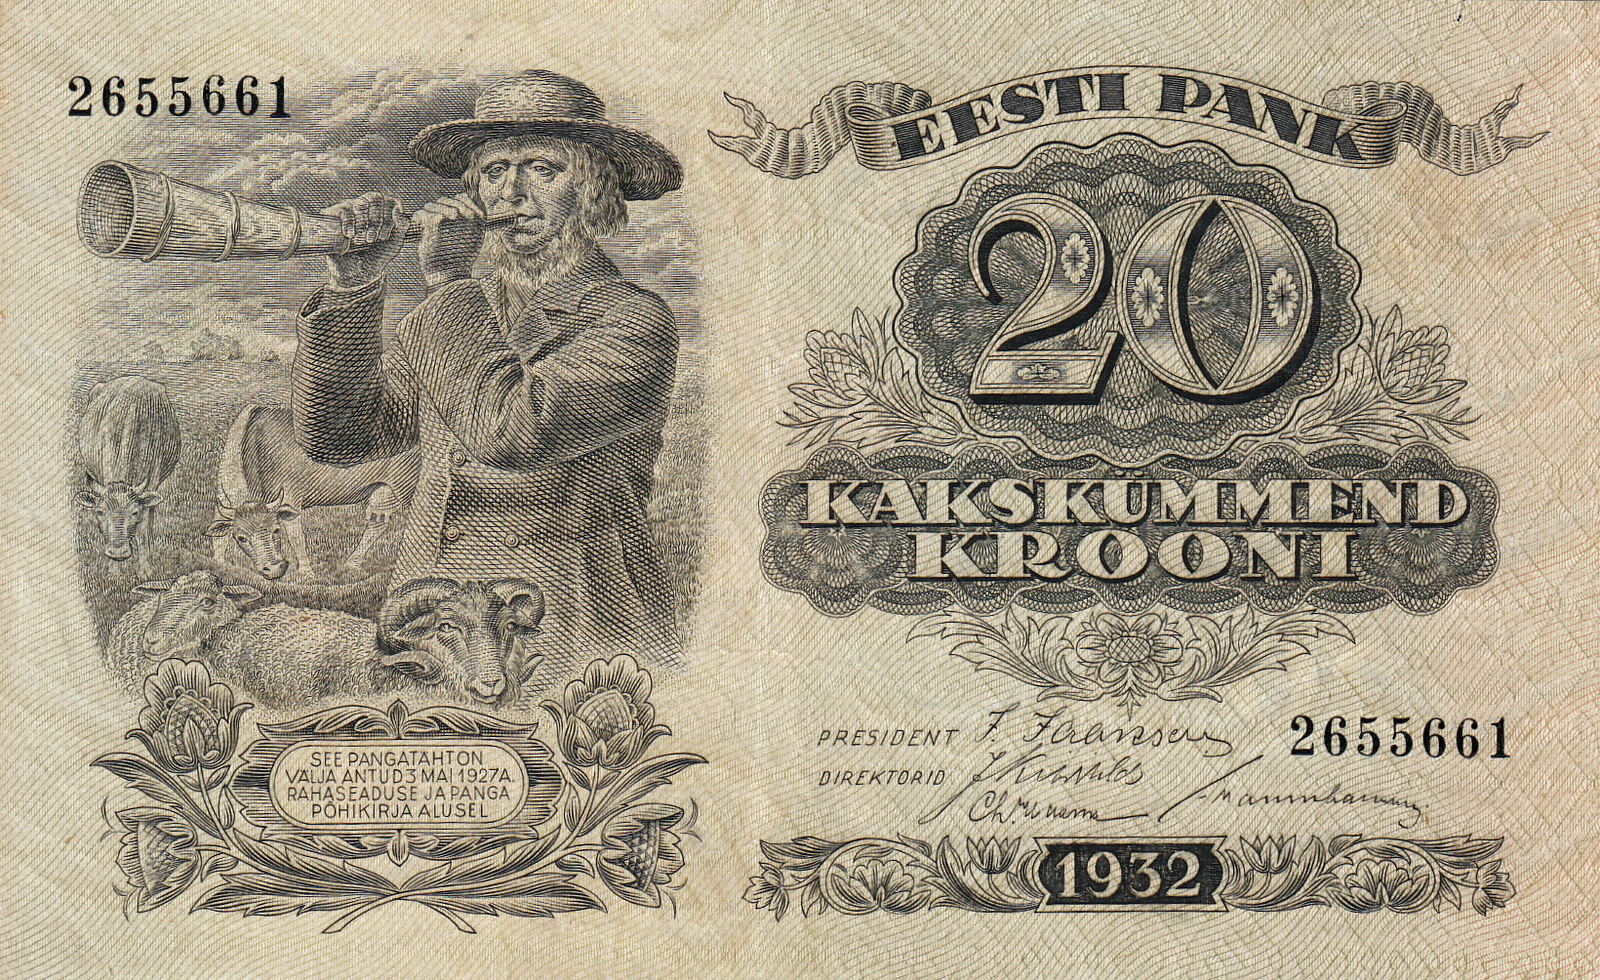 2655661
EESTI PANK
20
KAKSKÜMMEND
KROONI
SEE PANGATÄHT ON
VÄLJA ANTUD 3 MAI 1927 A.
RAHASEADUSE JA PANGA
PÕHIKIRJA ALUSEL
PRESIDENT
2655661
DIREKTORID
1932